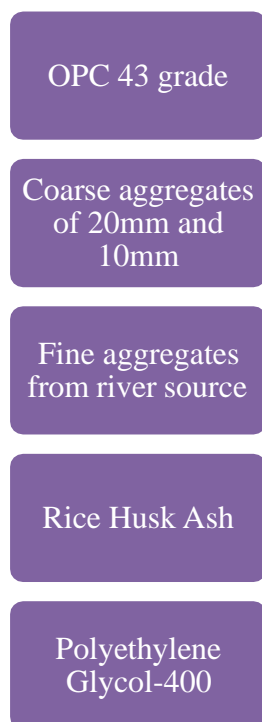 OPC 43 grade
Coarse aggregates
of 20mm and
10mm
Fine aggregates
from river source
Rice Husk Ash
Polyethylene
Glycol-400